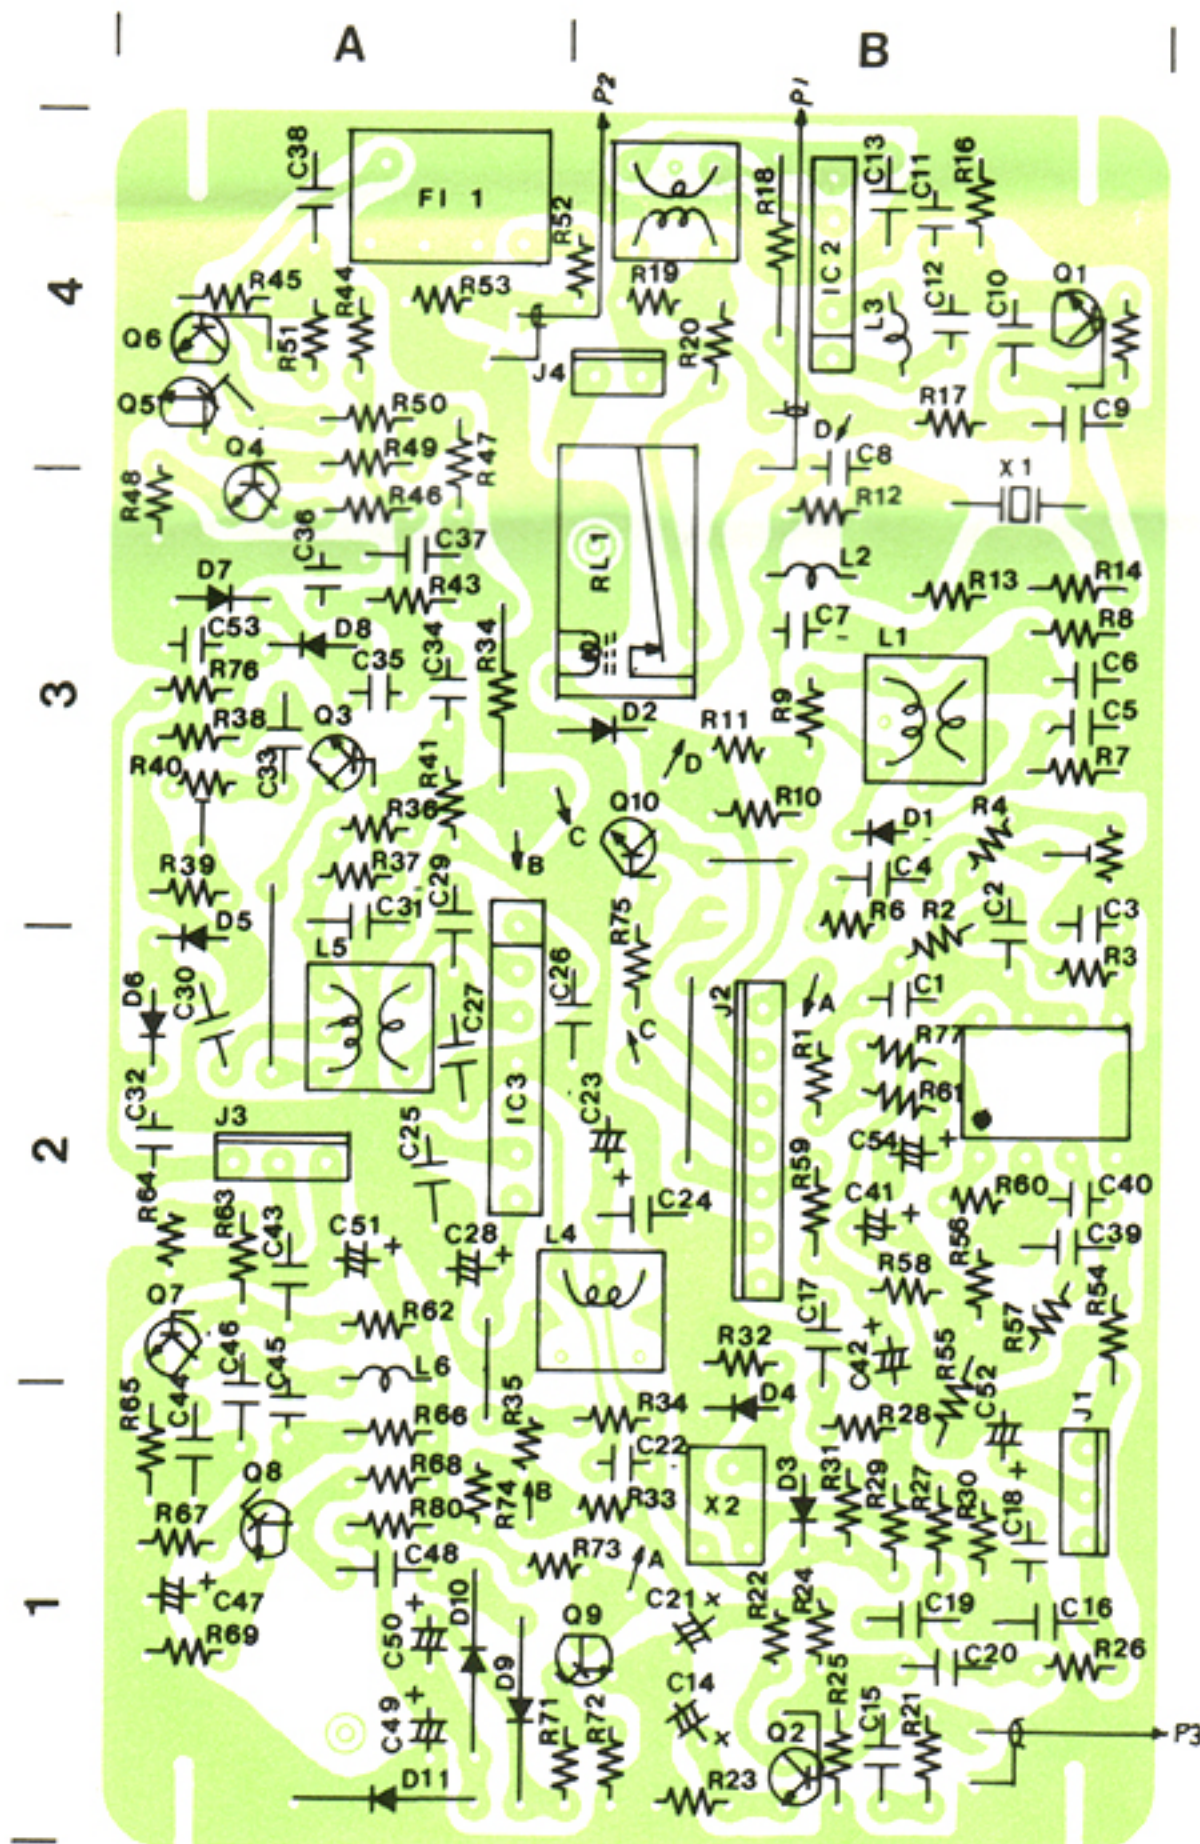 A
B
P2
P1
4
C38
FI 1
R52
R18
IC2
C13
C11
R16
R45
R44
R53
R19
L3
C12
C10
Q1
Q6
R51
R20
J4
Q5
R50
R17
C9
Q4
R49
R47
D
C8
X1
R48
R46
R12
C36
C37
RL 1
L2
D7
R43
R13
R14
C53
D8
C34
R34
C7
L1
R8
3
R76
C35
C6
R38
Q3
D2
R11
R9
C5
R40
C33
R41
D
R7
R36
C
Q10
R10
D1
R4
R39
R37
C29
B
C4
D5
C31
R75
R6
R2
C2
C3
L5
R3
D6
C30
C27
C26
J2
A
C1
C
R1
R77
C32
J3
IC3
C23
R61
2
C25
C54
+
R64
R63
C43
C51
+
C28
+
+
C24
R59
C41
+
R60
C40
L4
R56
C39
R58
Q7
C46
C45
R62
C17
R57
R54
R32
C42
+
R55
L6
R65
C44
R35
R34
D4
R28
C52
+
J1
R66
C22
Q8
R68
R74
B
X2
D3
R31
R29
R27
R30
C18
R67
R80
R33
C48
R73
A
1
C47
+
D10
C21
x
R22
R24
C19
C16
R69
C50
+
Q9
C20
R26
D9
C14
x
R25
C49
+
R71
R72
Q2
C15
R21
P3
D11
R23